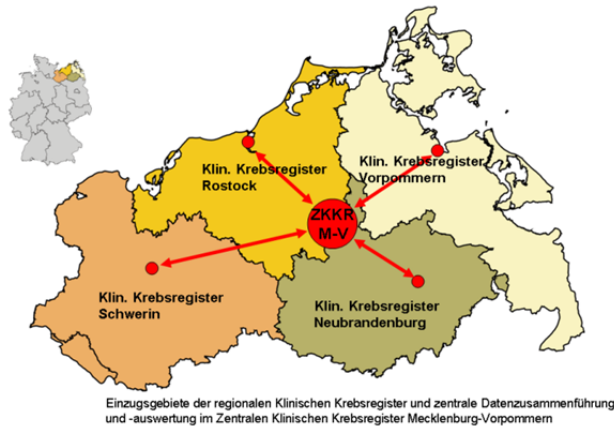 Klin. Krebsregister
Rostock
Klin. Krebsregister
Vorpommern
ZKKR
M-V
Klin. Krebsregister
Schwerin
Klin. Krebsregister
Neubrandenburg
Einzugsgebiete der regionalen Klinischen Krebsregister und zentrale Datenzusammenführung
und -auswertung im Zentralen Klinischen Krebsregister Mecklenburg-Vorpommern